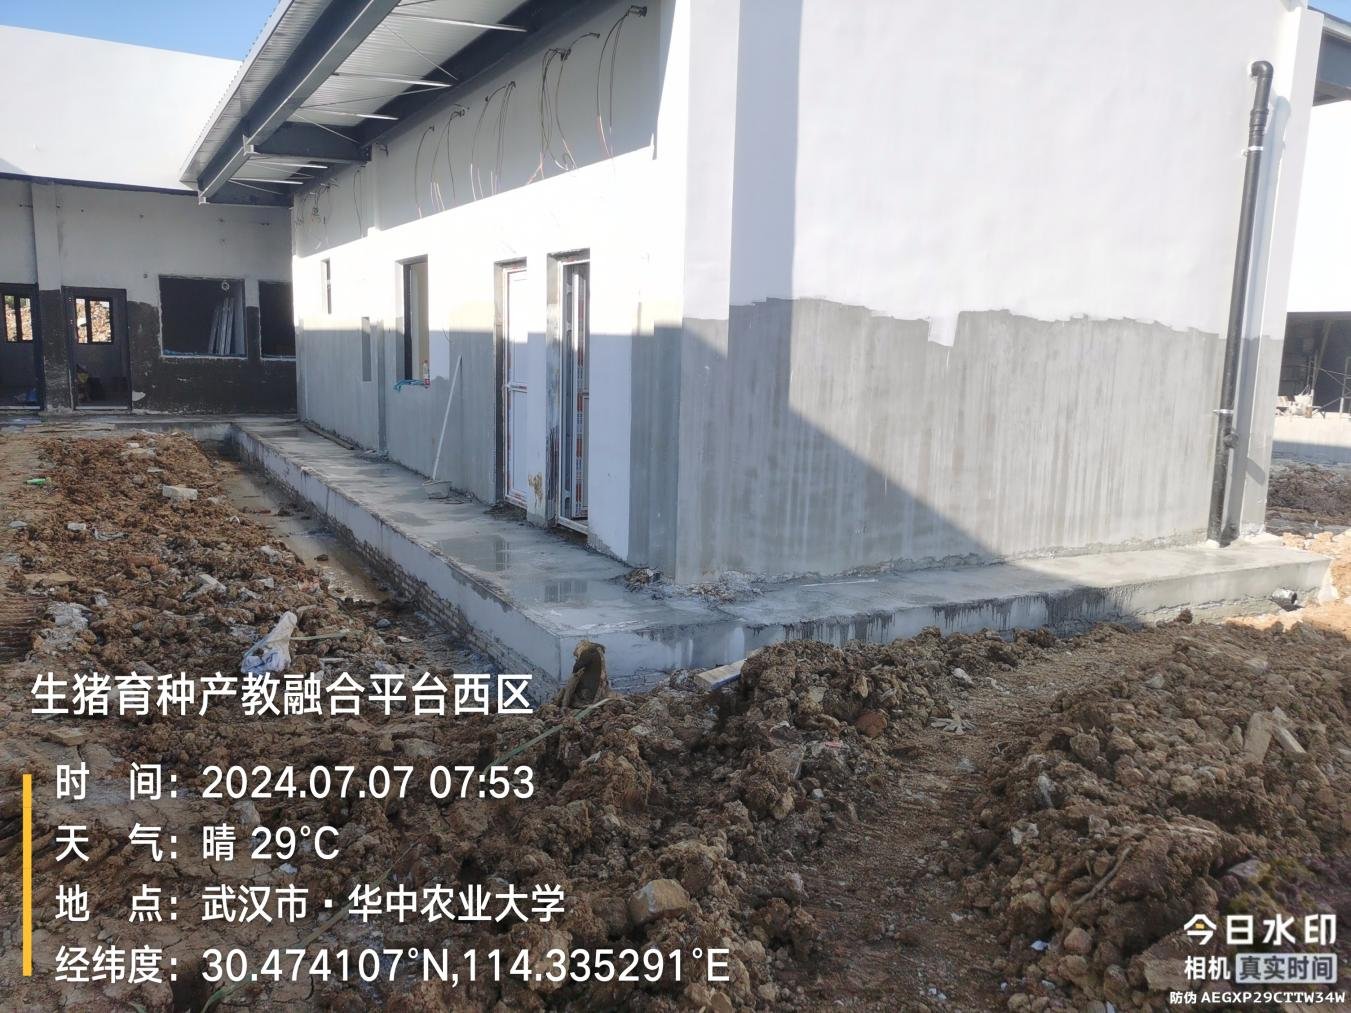 生猪育种产教融合平台西区
时 间：2024.07.07 07:53
天 气：晴 29°C
地 点：武汉市·华中农业大学
经纬度：30.474107°N,114.335291°E
今日水印
相机 真实时间
防伪 AEGXP29CTTW34W